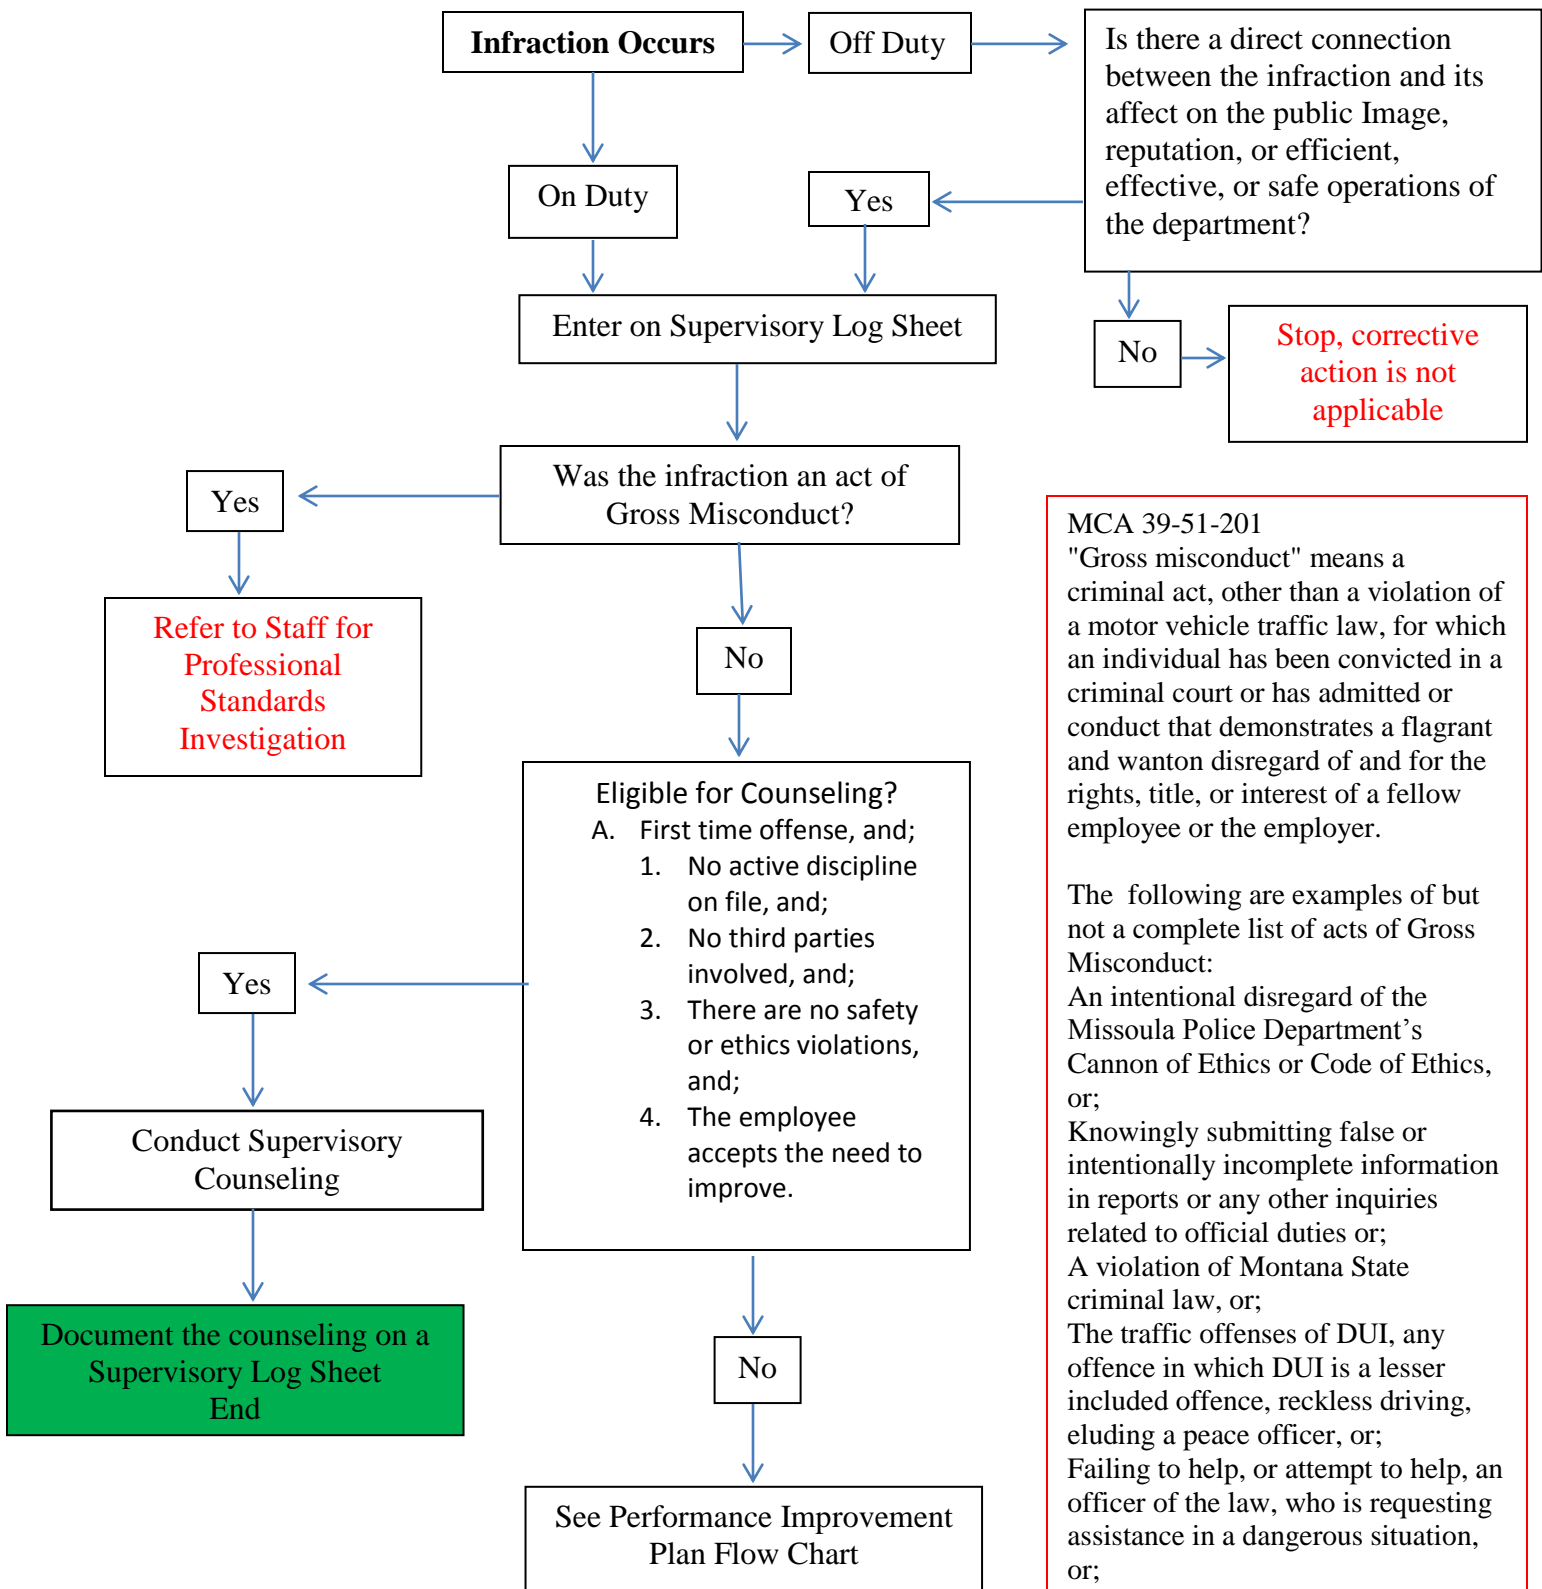 Infraction Occurs
Off Duty
Is there a direct connection
between the infraction and its
affect on the public Image,
reputation, or efficient,
effective, or safe operations of
the department?
On Duty
Yes
Enter on Supervisory Log Sheet
No
Stop, corrective
action is not
applicable
Was the infraction an act of
Gross Misconduct?
Yes
Refer to Staff for
Professional
Standards
Investigation
No
Eligible for Counseling?
A. First time offense, and;
1. No active discipline
on file, and;
2. No third parties
involved, and;
3. There are no safety
or ethics violations,
and;
4. The employee
accepts the need to
improve.
Yes
Conduct Supervisory
Counseling
Document the counseling on a
Supervisory Log Sheet
End
No
See Performance Improvement
Plan Flow Chart
MCA 39-51-201
"Gross misconduct" means a
criminal act, other than a violation of
a motor vehicle traffic law, for which
an individual has been convicted in a
criminal court or has admitted or
conduct that demonstrates a flagrant
and wanton disregard of and for the
rights, title, or interest of a fellow
employee or the employer.
The  following are examples of but
not a complete list of acts of Gross
Misconduct:
An intentional disregard of the
Missoula Police Department’s
Cannon of Ethics or Code of Ethics,
or;
Knowingly submitting false or
intentionally incomplete information
in reports or any other inquiries
related to official duties or;
A violation of Montana State
criminal law, or;
The traffic offenses of DUI, any
offence in which DUI is a lesser
included offence, reckless driving,
eluding a peace officer, or;
Failing to help, or attempt to help, an
officer of the law, who is requesting
assistance in a dangerous situation,
or;